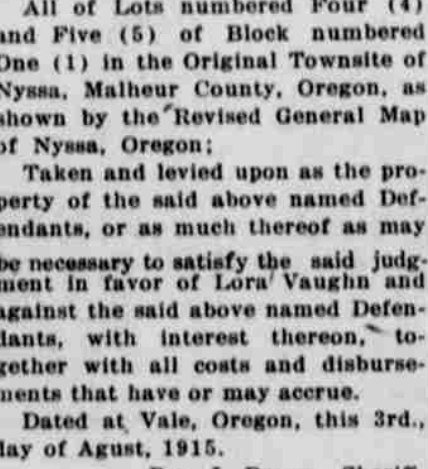 All of Lots numbered Four (4)
and Five (5) of Block numbered
One (1) in the Original Townsite of
Nyssa, Malheur County, Oregon, as
shown by the Revised General Map
of Nyssa, Oregon;
Taken and levied upon as the pro-
perty of the said above named Def-
endants, or as much thereof as may
be necessary to satisfy the said judg-
ment in favor of Lora Vaughn and
against the said above named Defen-
dants, with interest thereon, to-
gether with all costs and disburse-
ments that have or may accrue.
Dated at Vale, Oregon, this 3rd.,
day of Agust, 1915.